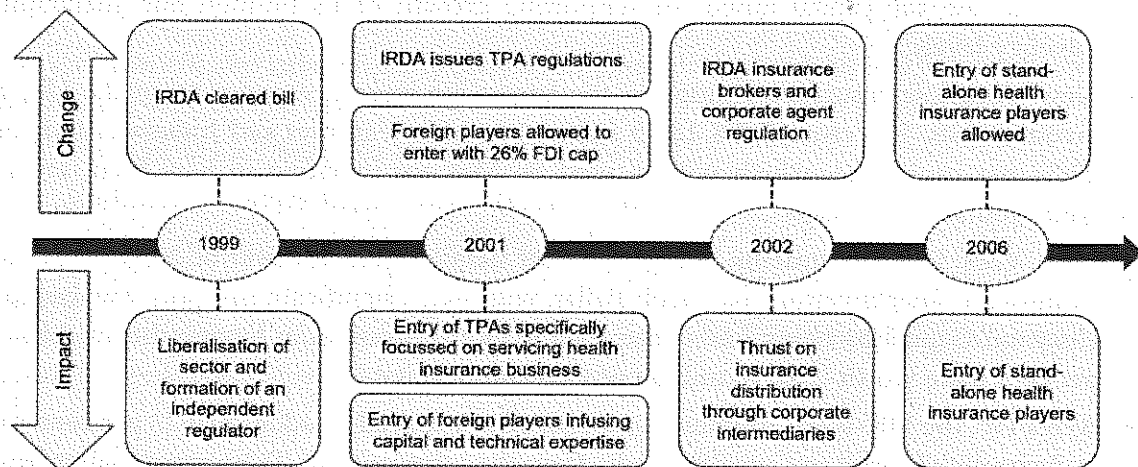 Change
IRDA cleared bill
IRDA issues TPA regulations
Foreign players allowed to
enter with 26% FDI cap
IRDA insurance
brokers and
corporate agent
regulation
Entry of stand-
alone health
insurance players
allowed
1999
2001
2002
2006
Impact
Liberalisation of
sector and
formation of an
independent
regulator
Entry of TPAs specifically
focussed on servicing health
insurance business
Entry of foreign players infusing
capital and technical expertise
Thrust on
insurance
distribution
through corporate
intermediaries
Entry of stand-
alone health
insurance players